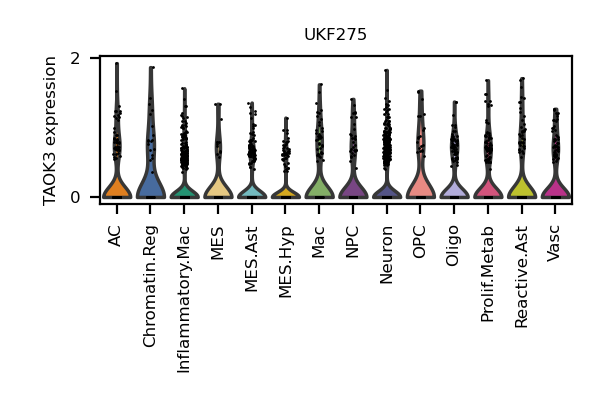 UKF275
TAOK3 expression
2
0
AC
Chromatin.Reg
Inflammatory.Mac
MES
MES.Ast
MES.Hyp
Mac
NPC
Neuron
OPC
Oligo
Prolif.Metab
Reactive.Ast
Vasc